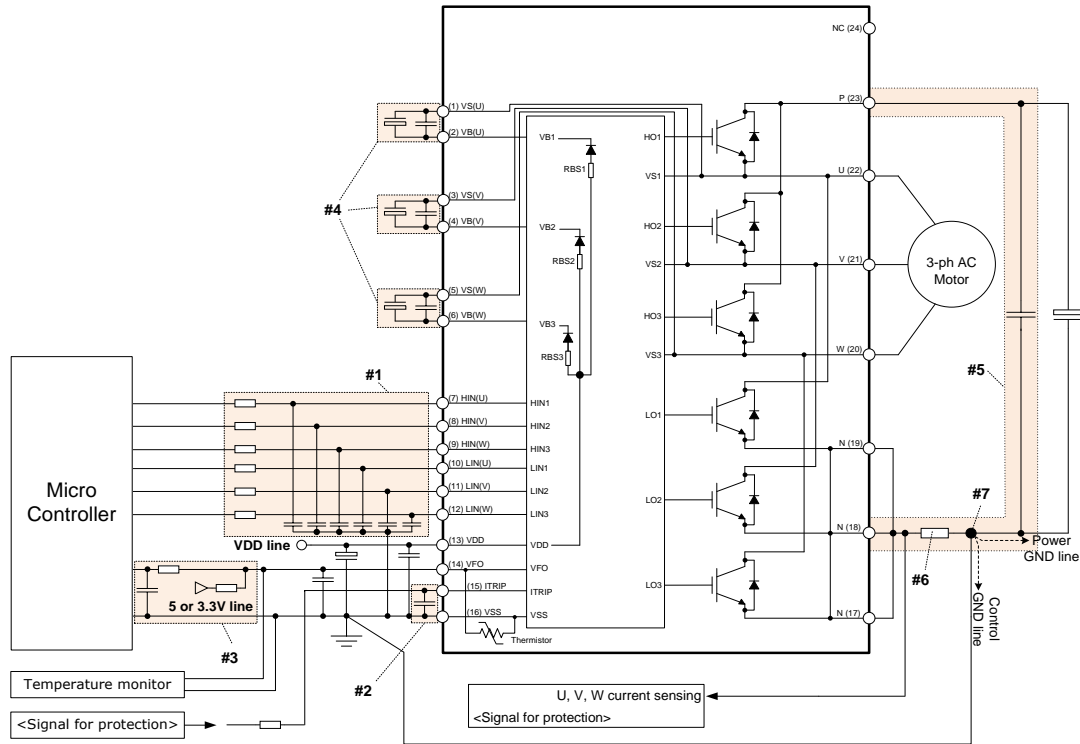 NC (24)
(1) VS(U)
P (23)
(2) VB(U)
VB1
HO1
RBS1
VS1
U (22)
(3) VS(V)
#4
(4) VB(V)
VB2
HO2
RBS2
VS2
V (21)
3-ph AC
Motor
(5) VS(W)
(6) VB(W)
VB3
HO3
RBS3
VS3
W (20)
#1
#5
(7) HIN(U)
HIN1
(8) HIN(V)
HIN2
LO1
(9) HIN(W)
HIN3
N (19)
(10) LIN(U)
LIN1
(11) LIN(V)
LIN2
LO2
(12) LIN(W)
LIN3
Micro
Controller
#7
VDD line
(13) VDD
VDD
N (18)
Power
GND line
(14) VFO
VFO
#6
5 or 3.3V line
(15) ITRIP
ITRIP
LO3
Control
GND line
(16) VSS
VSS
N (17)
Thermistor
#3
#2
Temperature monitor
U, V, W current sensing
<Signal for protection>
<Signal for protection>